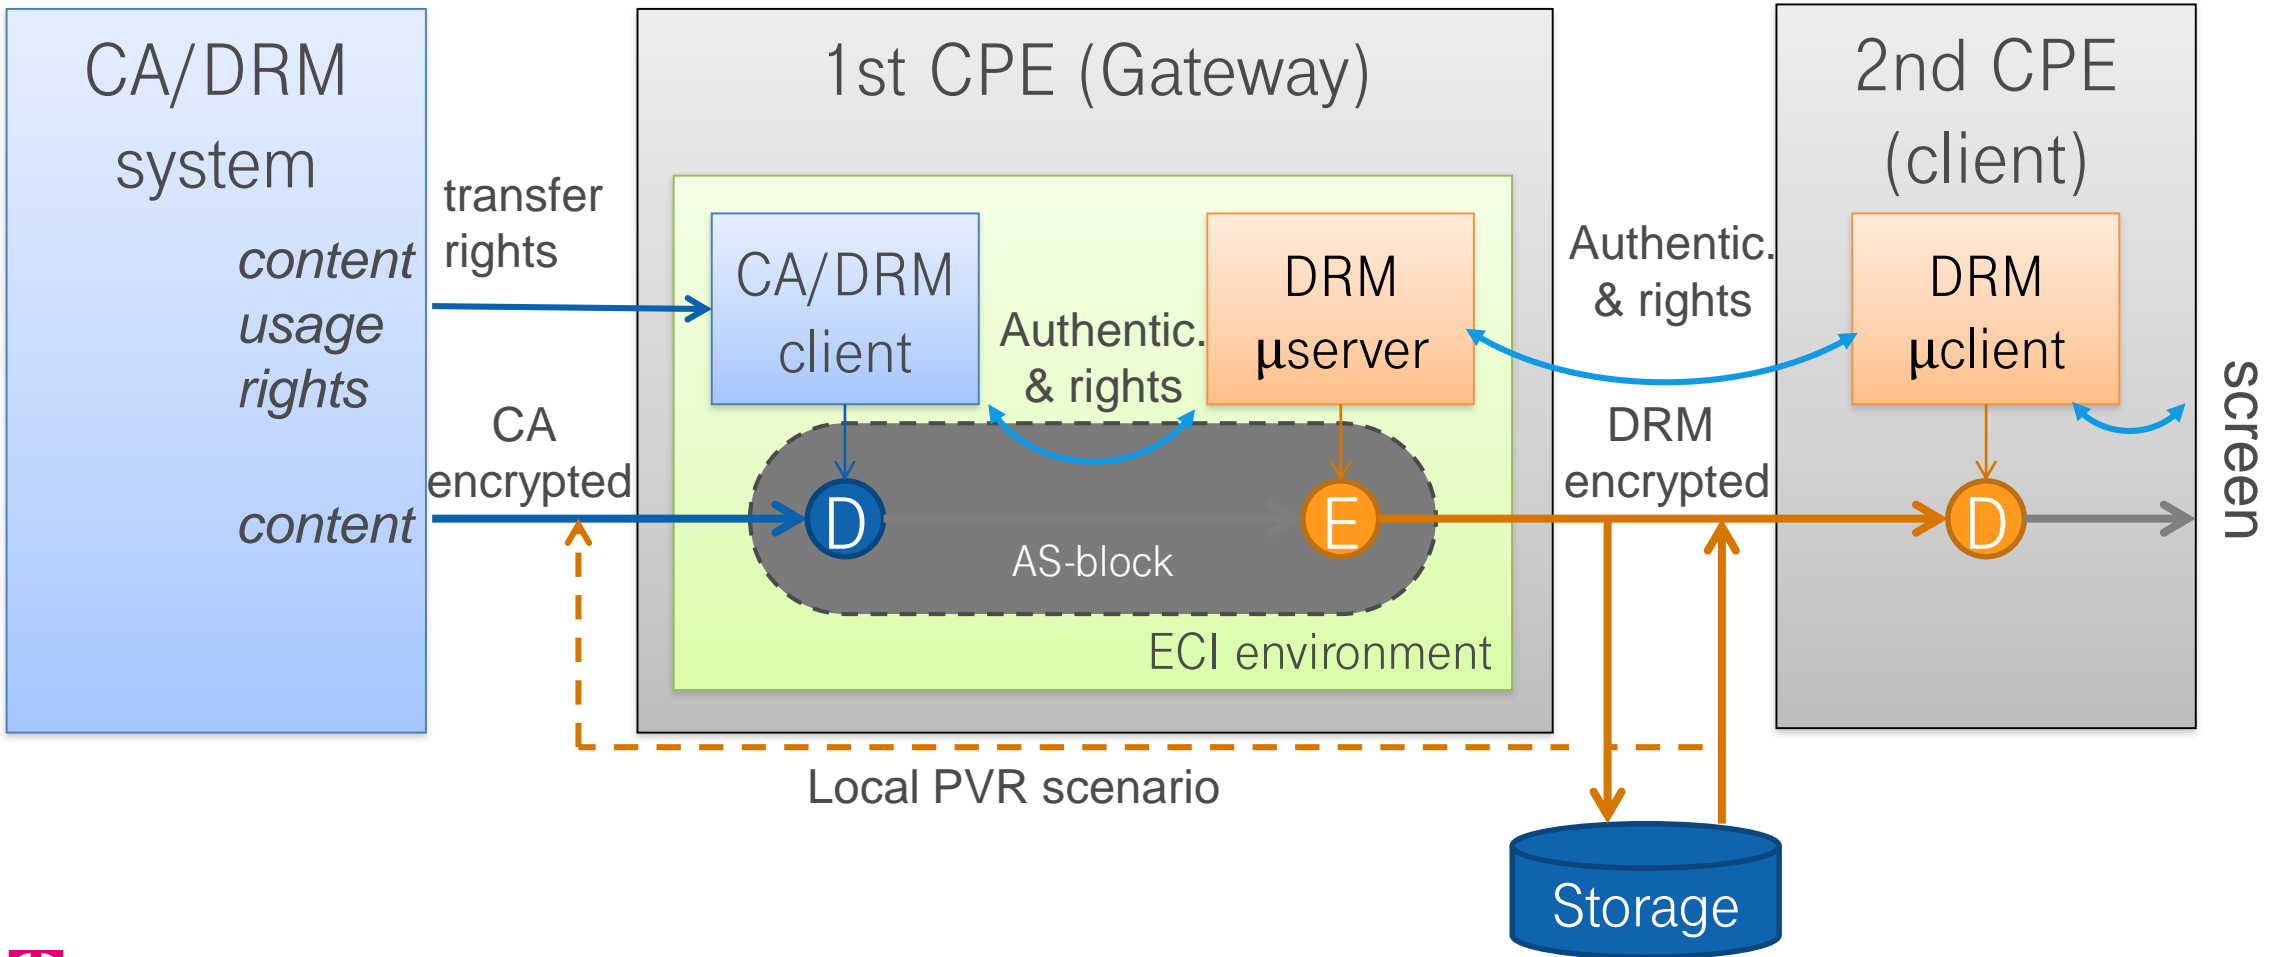 CA/DRM
system
content
usage
rights
content
transfer
rights
CA
encrypted
1st CPE (Gateway)
CA/DRM
client
Authentic.
& rights
DRM
µserver
D
E
AS-block
ECI environment
Local PVR scenario
Authentic.
& rights
DRM
encrypted
Storage
2nd CPE
(client)
DRM
µclient
D
screen